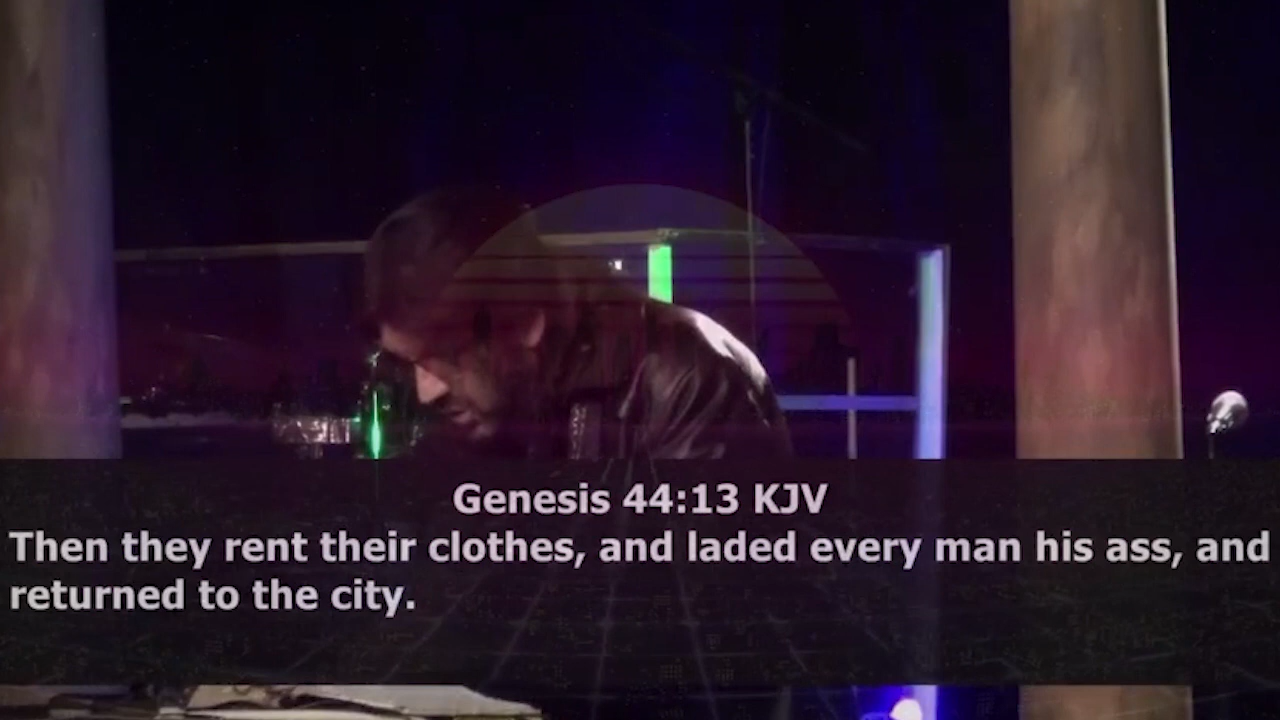 Genesis 44:13 KJV
Then they rent their clothes, and laded every man his ass, and
returned to the city.